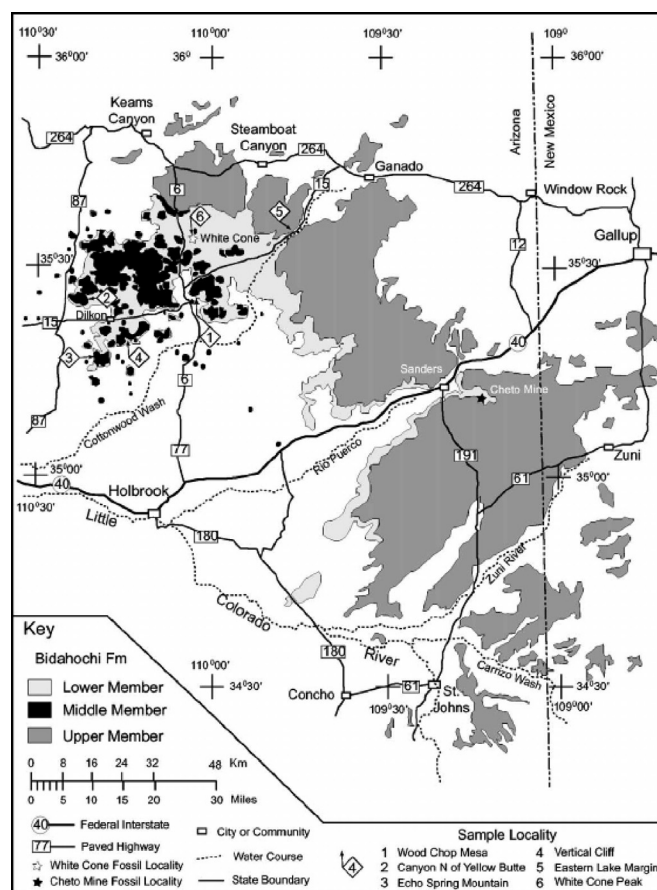 110°30' 110°00' 109°30' 109°
36°00' 36° 36°00'
Keams
Canyon
Steamboat
Canyon
264
264
Ganado
264
Arizona
New Mexico
Window Rock
87
6
15
5
6
White Cone
12
Gallup
35°30'
35°30'
2
Dilkon
15
1
3
4
40
Sanders
Cheto Mine
6
87
Cottonwood Wash
77
191
Zuni
61
35°00'
110°30'
40
Holbrook
Rio Puerco
35°00'
Little
180
Zuni River
Colorado
River
Carrizo Wash
180
Concho
61
St.
Johns
110°00'
34°30'
109°30'
34°30'
109°00'
Key
Bidahochi Fm
Lower Member
Middle Member
Upper Member
0 8 16 24 32 48 Km
0 5 10 15 20 30 Miles
40 Federal Interstate
77 Paved Highway
White Cone Fossil Locality
Cheto Mine Fossil Locality
City or Community
Water Course
State Boundary
Sample Locality
4
1 Wood Chop Mesa
2 Canyon N of Yellow Butte
3 Echo Spring Mountain
4 Vertical Cliff
5 Eastern Lake Margin
6 White Cone Peak